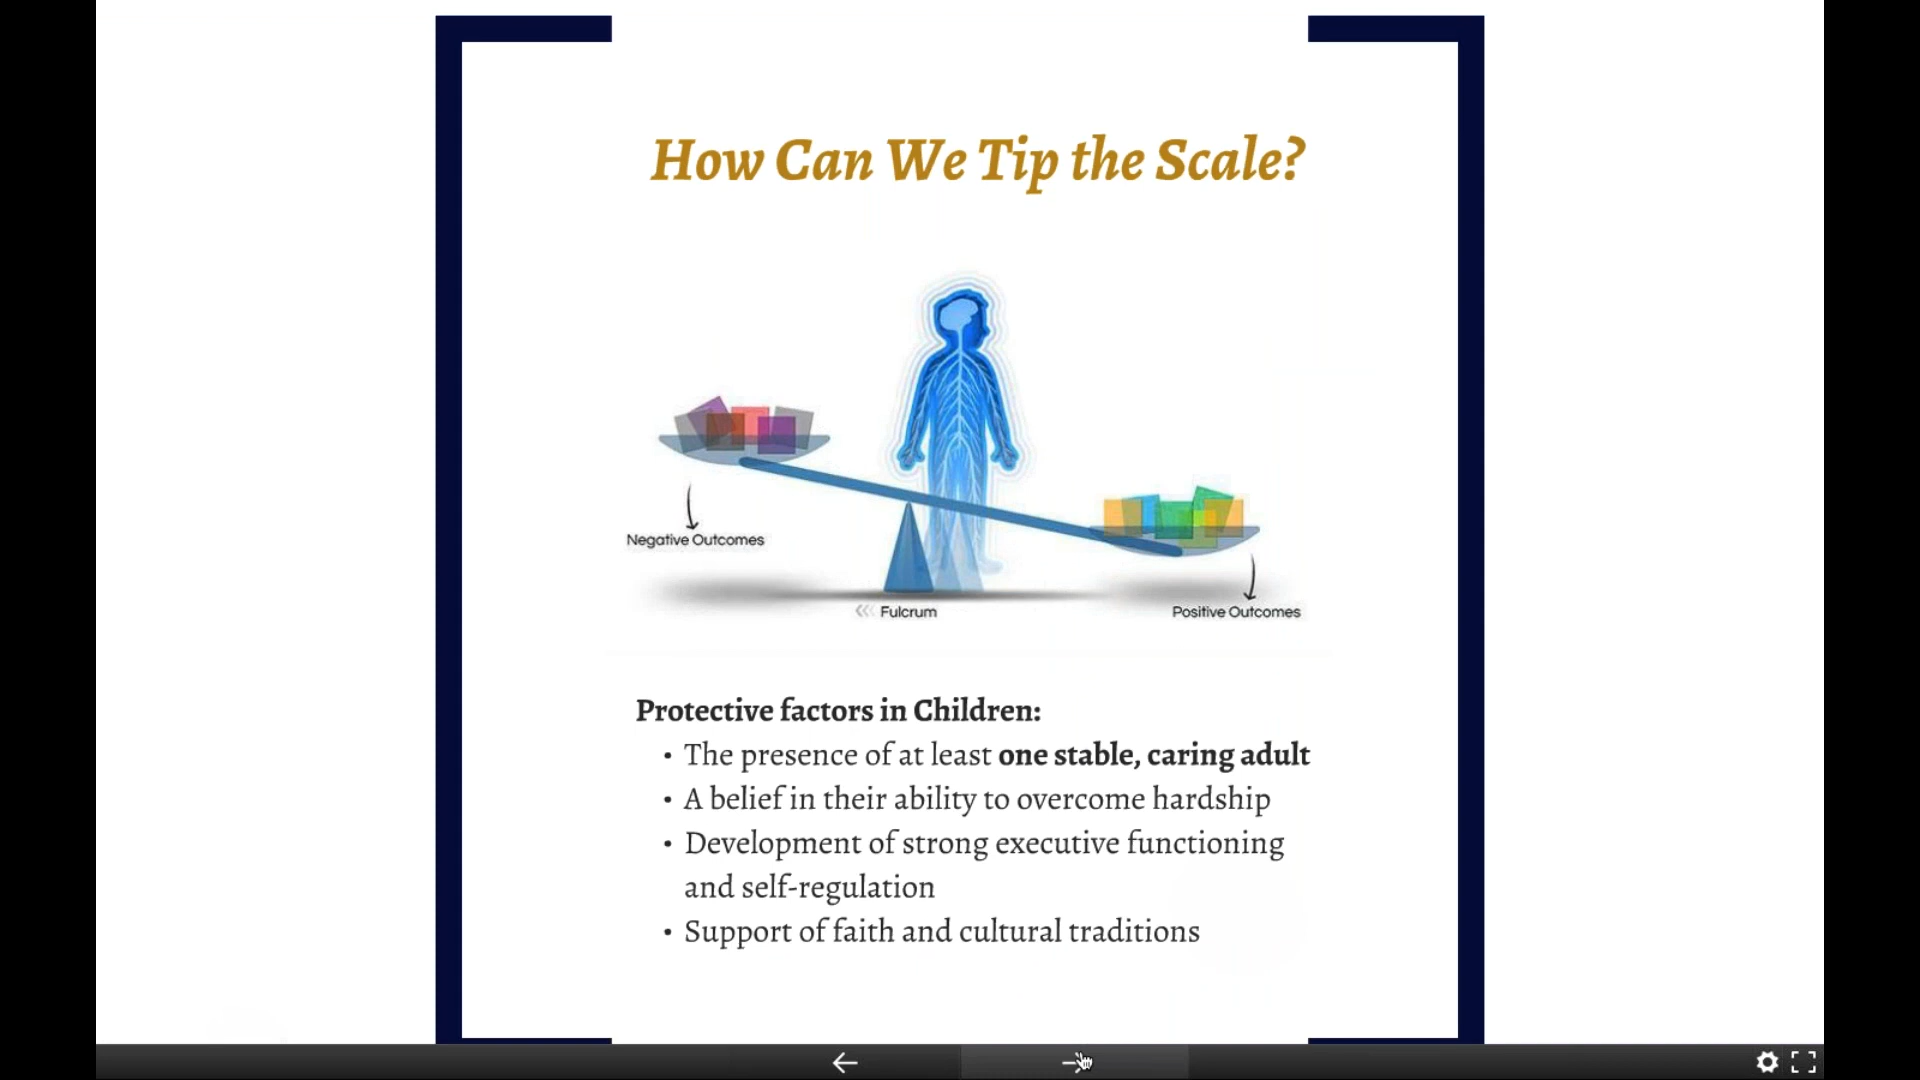 How Can We Tip the Scale?
Negative Outcomes
Fulcrum
Positive Outcomes
Protective factors in Children:
• The presence of at least one stable, caring adult
• A belief in their ability to overcome hardship
• Development of strong executive functioning
and self-regulation
• Support of faith and cultural traditions